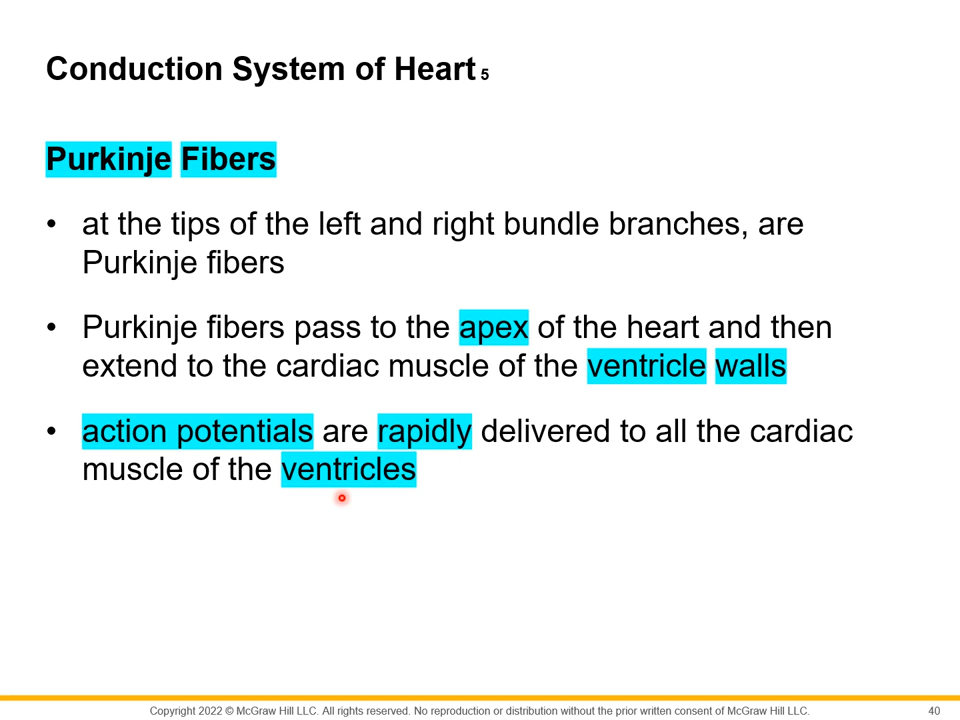 Conduction System of Heart 5
Purkinje Fibers
• at the tips of the left and right bundle branches, are
Purkinje fibers
• Purkinje fibers pass to the apex of the heart and then
extend to the cardiac muscle of the ventricle walls
• action potentials are rapidly delivered to all the cardiac
muscle of the ventricles
Copyright 2022 © McGraw Hill LLC. All rights reserved. No reproduction or distribution without the prior written consent of McGraw Hill LLC.
40